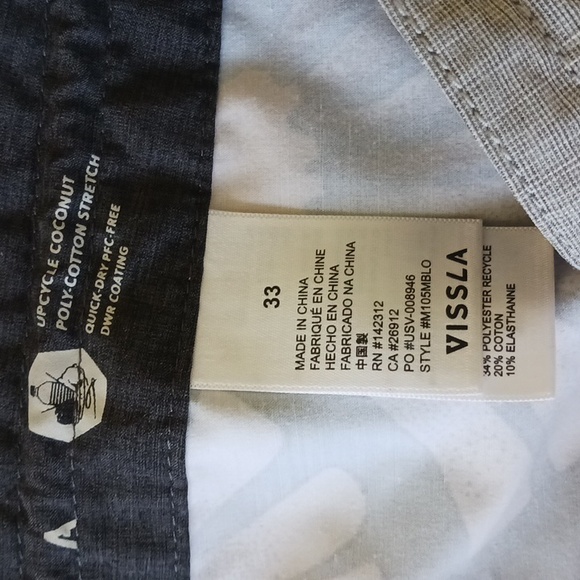 UPCYCLE COCONUT
POLY-COTTON STRETCH
QUICK-DRY PFC-FREE
DWR COATING
A
33
MADE IN CHINA
FABRIQUÉ EN CHINE
HECHO EN CHINA
FABRICADO NA CHINA
中国製
RN #142312
CA #26912
PO #USV-008946
STYLE #M105MBLO
VISSLA
34% POLYESTER RECYCLE
20% COTON
10% ELASTHANNE